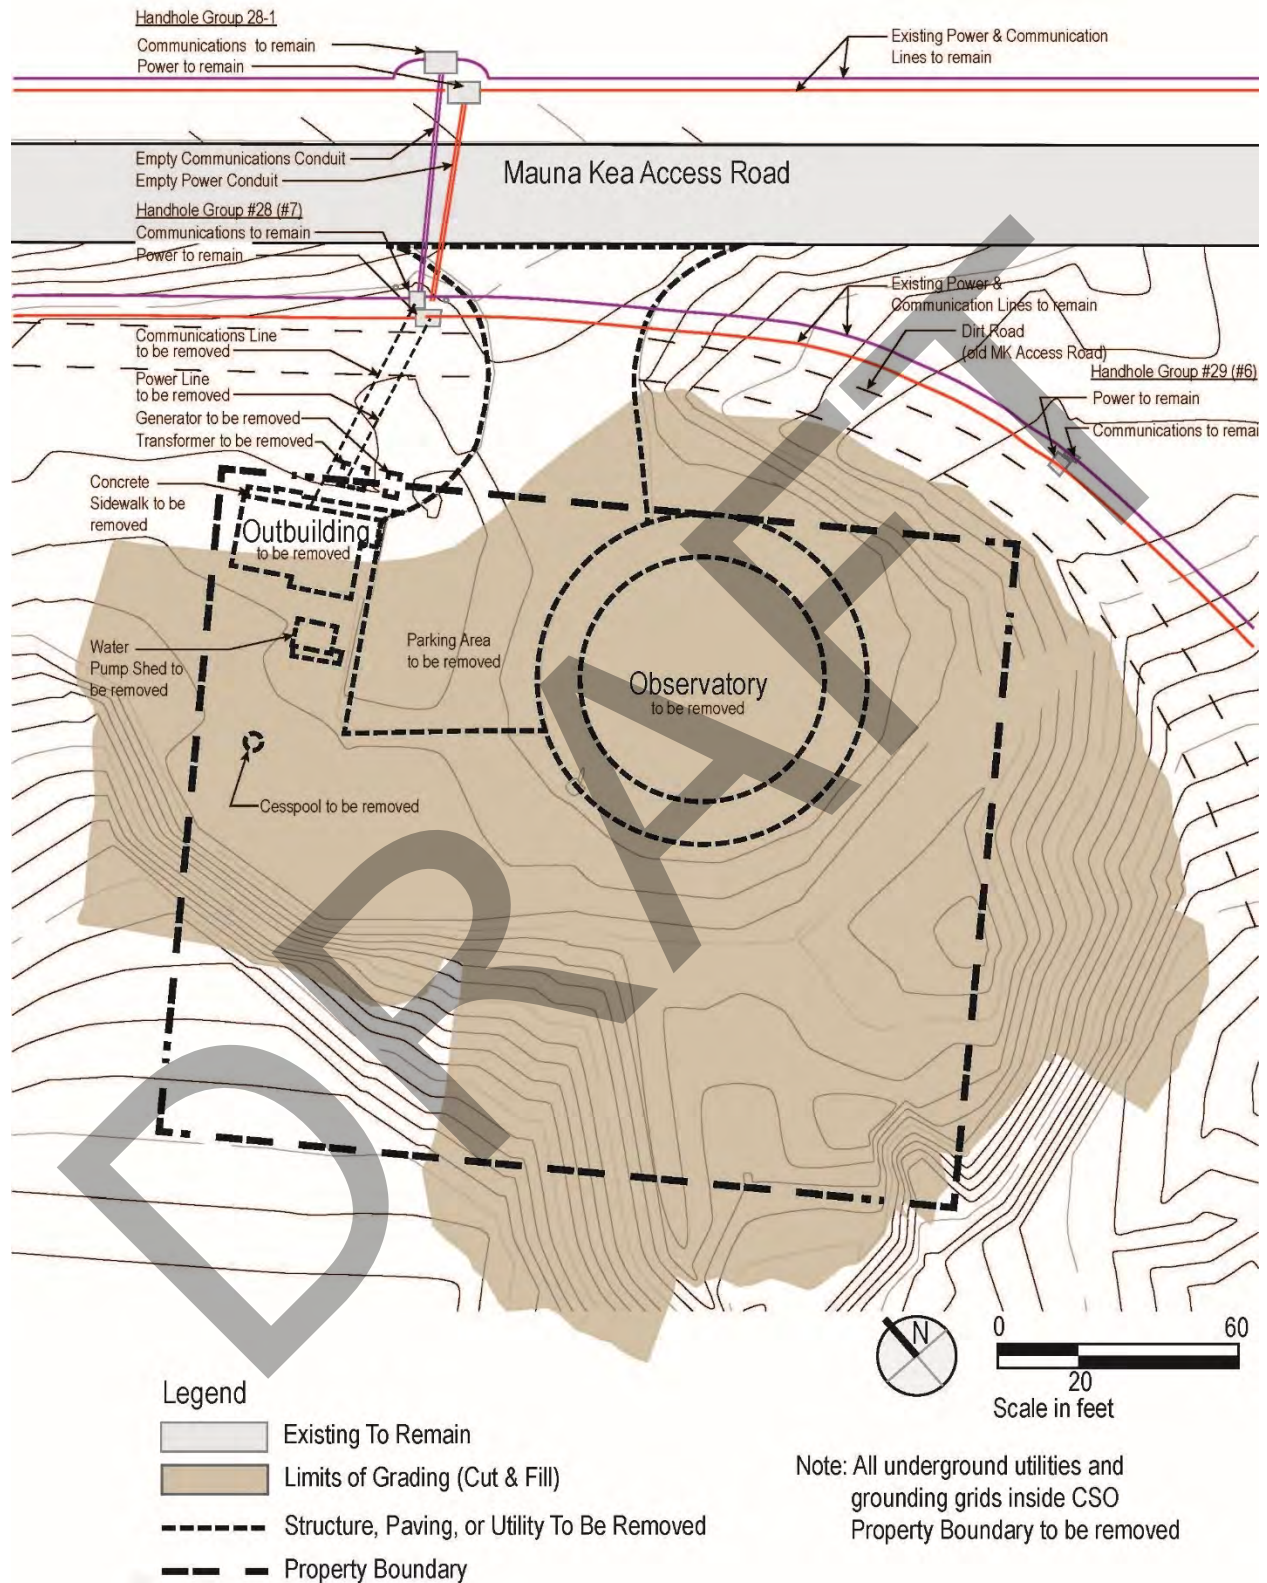 Handhole Group 28-1
Communications to remain
Power to remain
Existing Power & Communication
Lines to remain
Empty Communications Conduit
Empty Power Conduit
Mauna Kea Access Road
Handhole Group #28 (#7)
Communications to remain
Power to remain
Existing Power &
Communication Lines to remain
Dirt Road
(old MK Access Road)
Handhole Group #29 (#6)
Power to remain
Communications to remai
Communications Line
to be removed
Power Line
to be removed
Generator to be removed
Transformer to be removed
Concrete
Sidewalk to be
removed
Outbuilding
to be removed
Water
Pump Shed to
be removed
Parking Area
to be removed
Observatory
to be removed
Cesspool to be removed
DRAFT
N
0 60
20
Scale in feet
Legend
Existing To Remain
Limits of Grading (Cut & Fill)
Structure, Paving, or Utility To Be Removed
Property Boundary
Note: All underground utilities and
grounding grids inside CSO
Property Boundary to be removed